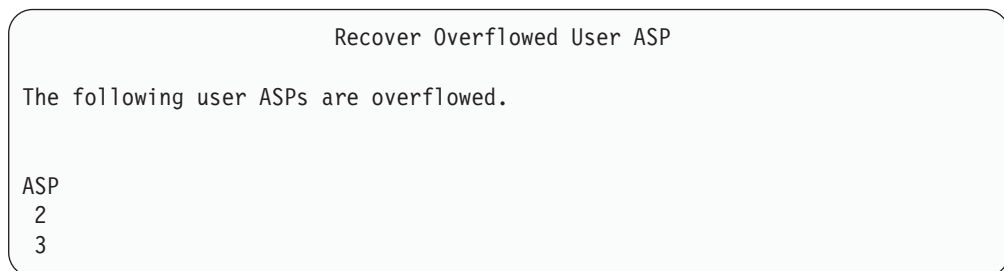 Recover Overflowed User ASP
The following user ASPs are overflowed.
ASP
2
3